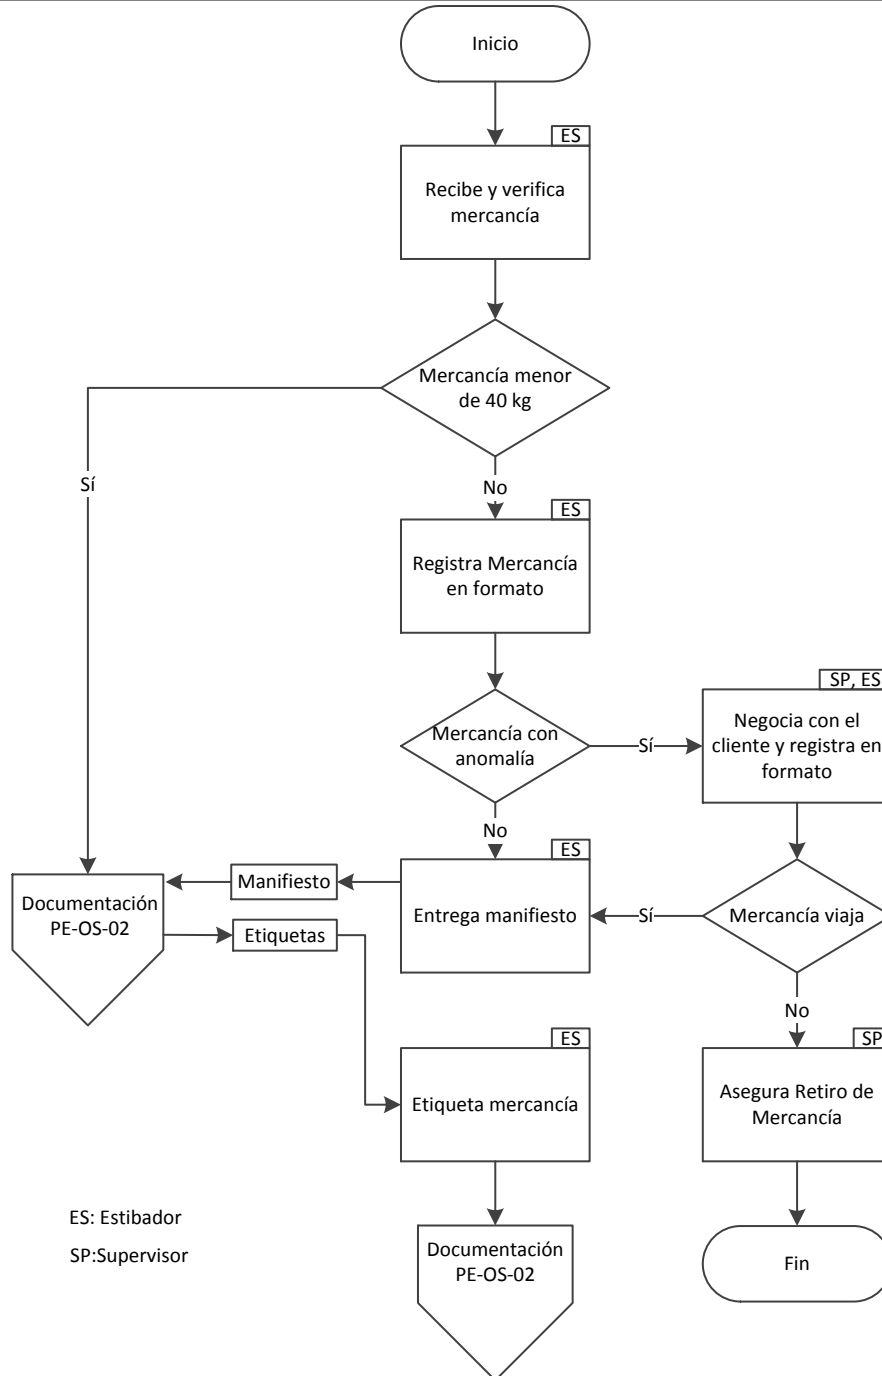 Inicio
ES
Recibe y verifica
mercancía
Mercancía menor
de 40 kg
Sí
No
ES
Registra Mercancía
en formato
Mercancía con
anomalía
Sí
SP, ES
Negocia con el
cliente y registra en
formato
No
ES
Entrega manifiesto
Manifiesto
Documentación
PE-OS-02
Etiquetas
Sí
Mercancía viaja
No
ES
Etiqueta mercancía
SP
Asegura Retiro de
Mercancía
ES: Estibador
SP:Supervisor
Documentación
PE-OS-02
Fin